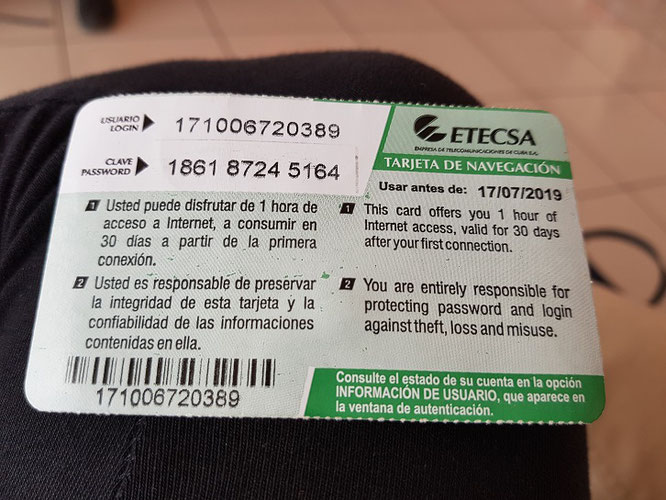 USUARIO
LOGIN
171006720389
CLAVE
PASSWORD
1861 8724 5164
ETECSA
EMPRESA DE TELECOMUNICACIONES DE CUBA S.A.
TARJETA DE NAVEGACIÓN
Usar antes de: 17/07/2019
1 Usted puede disfrutar de 1 hora de
acceso a Internet, a consumir en
30 días a partir de la primera
conexión.
2 Usted es responsable de preservar
la integridad de esta tarjeta y la
confiabilidad de las informaciones
contenidas en ella.
1 This card offers you 1 hour of
Internet access, valid for 30 days
after your first connection.
2 You are entirely responsible for
protecting password and login
against theft, loss and misuse.
171006720389
Consulte el estado de su cuenta en la opción
INFORMACIÓN DE USUARIO, que aparece en
la ventana de autenticación.